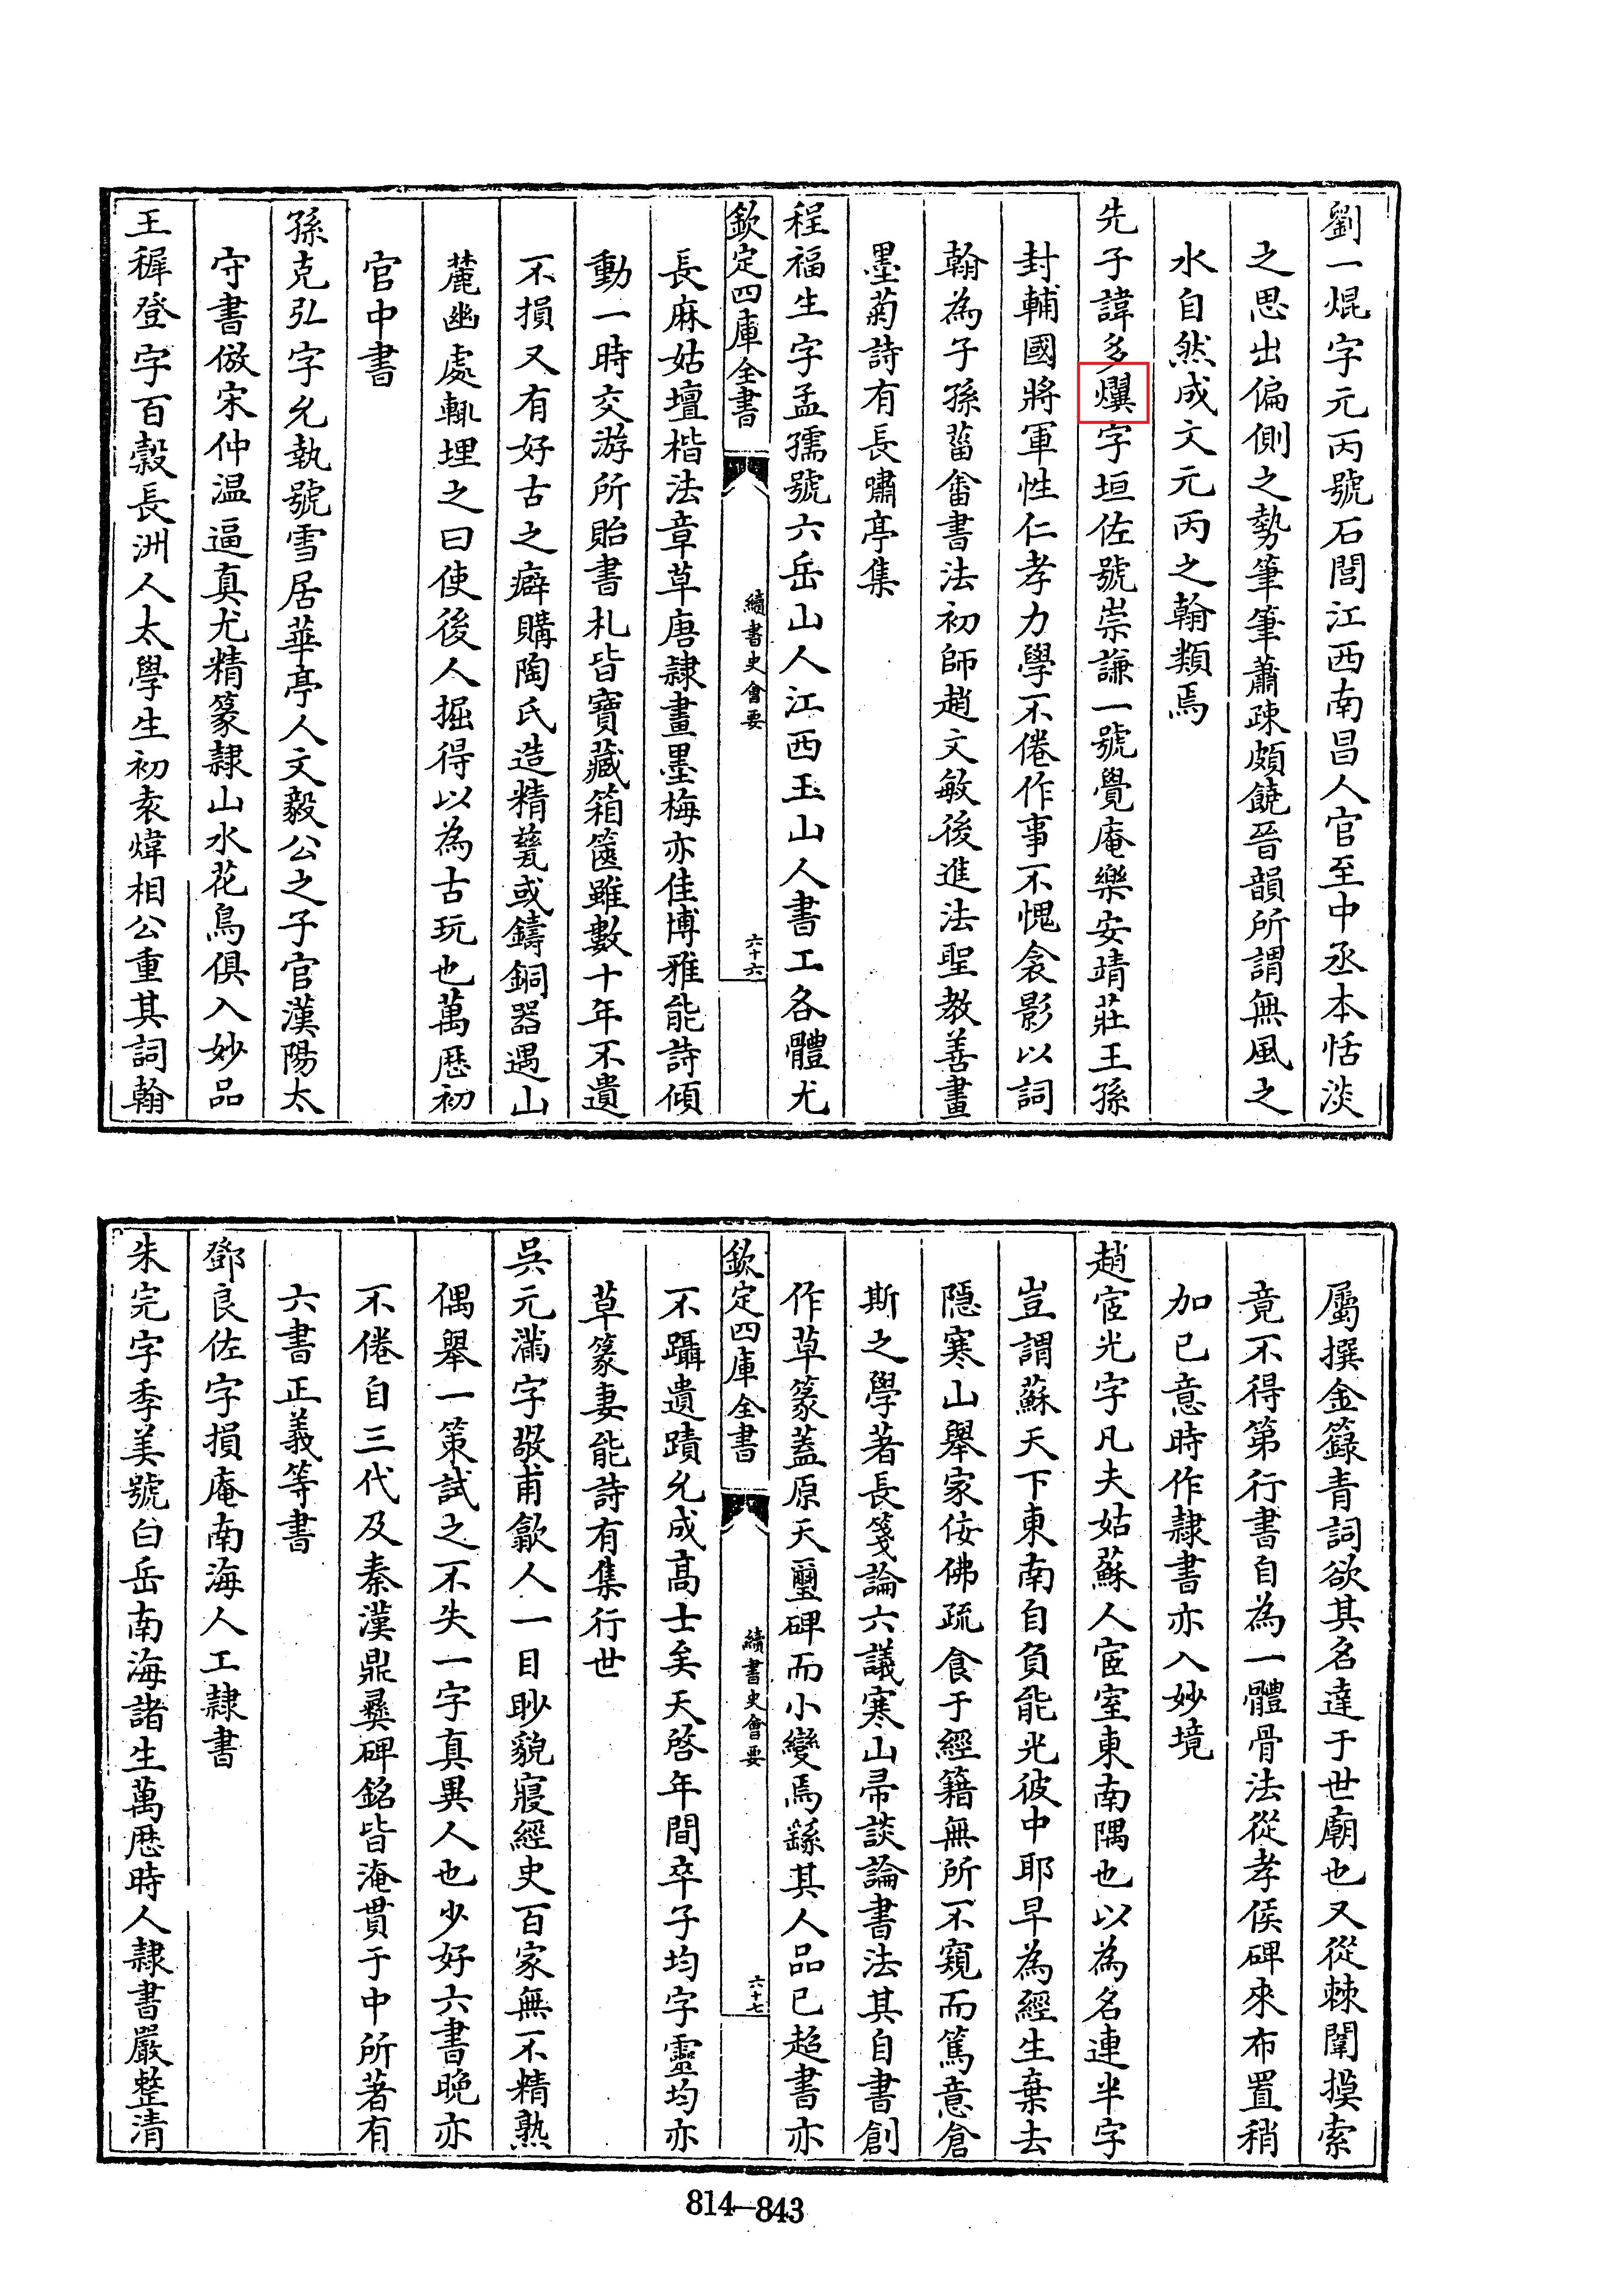 劉一焜字元丙號石閭江西南昌人官至中丞本恬淡
之思出偏側之勢筆筆蕭疎頗饒晉韻所謂無風之
水自然成文元丙之翰類焉
先子諱多字垣佐號崇謙一號覺庵樂安靖莊王孫
封輔國將軍性仁孝力學不倦作事不愧衾影以詞
翰為子孫菑畬書法初師趙文敏後進法聖教善畫
墨菊詩有長嘯亭集
程福生字孟孺號六岳山人江西玉山人書工各體尤
欽定四庫全書 續書史會要 六十六
長麻姑壇楷法章草唐隷畫墨梅亦佳博雅能詩傾
動一時交游所貽書札皆寶藏箱篋雖數十年不遺
不損又有好古之癖購陶氏造精甆或鑄銅器遇山
麓幽處輒埋之曰使後人掘得以為古玩也萬厯初
官中書
孫克弘字允執號雪居華亭人文毅公之子官漢陽太
守書倣宋仲温逼真尤精篆隷山水花鳥俱入妙品
王穉登字百榖長洲人太學生初袁煒相公重其詞翰
屬撰金籙青詞欲其名達于世廟也又從棘闈摸索
竟不得第行書自為一體骨法從孝侯碑來布置稍
加己意時作隷書亦入妙境
趙宧光字凡夫姑蘇人宧室東南隅也以為名連半字
豈謂蘇天下東南自負能光彼中耶早為經生棄去
隱寒山舉家佞佛疏食于經籍無所不窺而篤意倉
斯之學著長箋論六議寒山帚談論書法其自書創
作草篆蓋原天璽碑而小變焉繇其人品已超書亦
欽定四庫全書 續書史會要 六十七
不躡遺蹟允成高士矣天啓年間卒子均字靈均亦
草篆妻能詩有集行世
吳元滿字敬甫歙人一目眇貌寢經史百家無不精熟
偶舉一策試之不失一字真異人也少好六書晚亦
不倦自三代及秦漢鼎彞碑銘皆淹貫于中所著有
六書正義等書
鄧良佐字損庵南海人工隷書
朱完字季美號白岳南海諸生萬厯時人隷書嚴整清
814—843